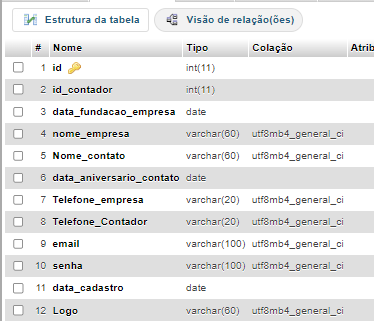 Estrutura da tabela Visão de relação(ões)
# Nome Tipo Colação Atrib
1 id int(11)
2 id_contador int(11)
3 data_fundacao_empresa date
4 nome_empresa varchar(60) utf8mb4_general_ci
5 Nome_contato varchar(60) utf8mb4_general_ci
6 data_aniversario_contato date
7 Telefone_empresa varchar(20) utf8mb4_general_ci
8 Telefone_Contador varchar(20) utf8mb4_general_ci
9 email varchar(100) utf8mb4_general_ci
10 senha varchar(100) utf8mb4_general_ci
11 data_cadastro date
12 Logo varchar(60) utf8mb4_general_ci